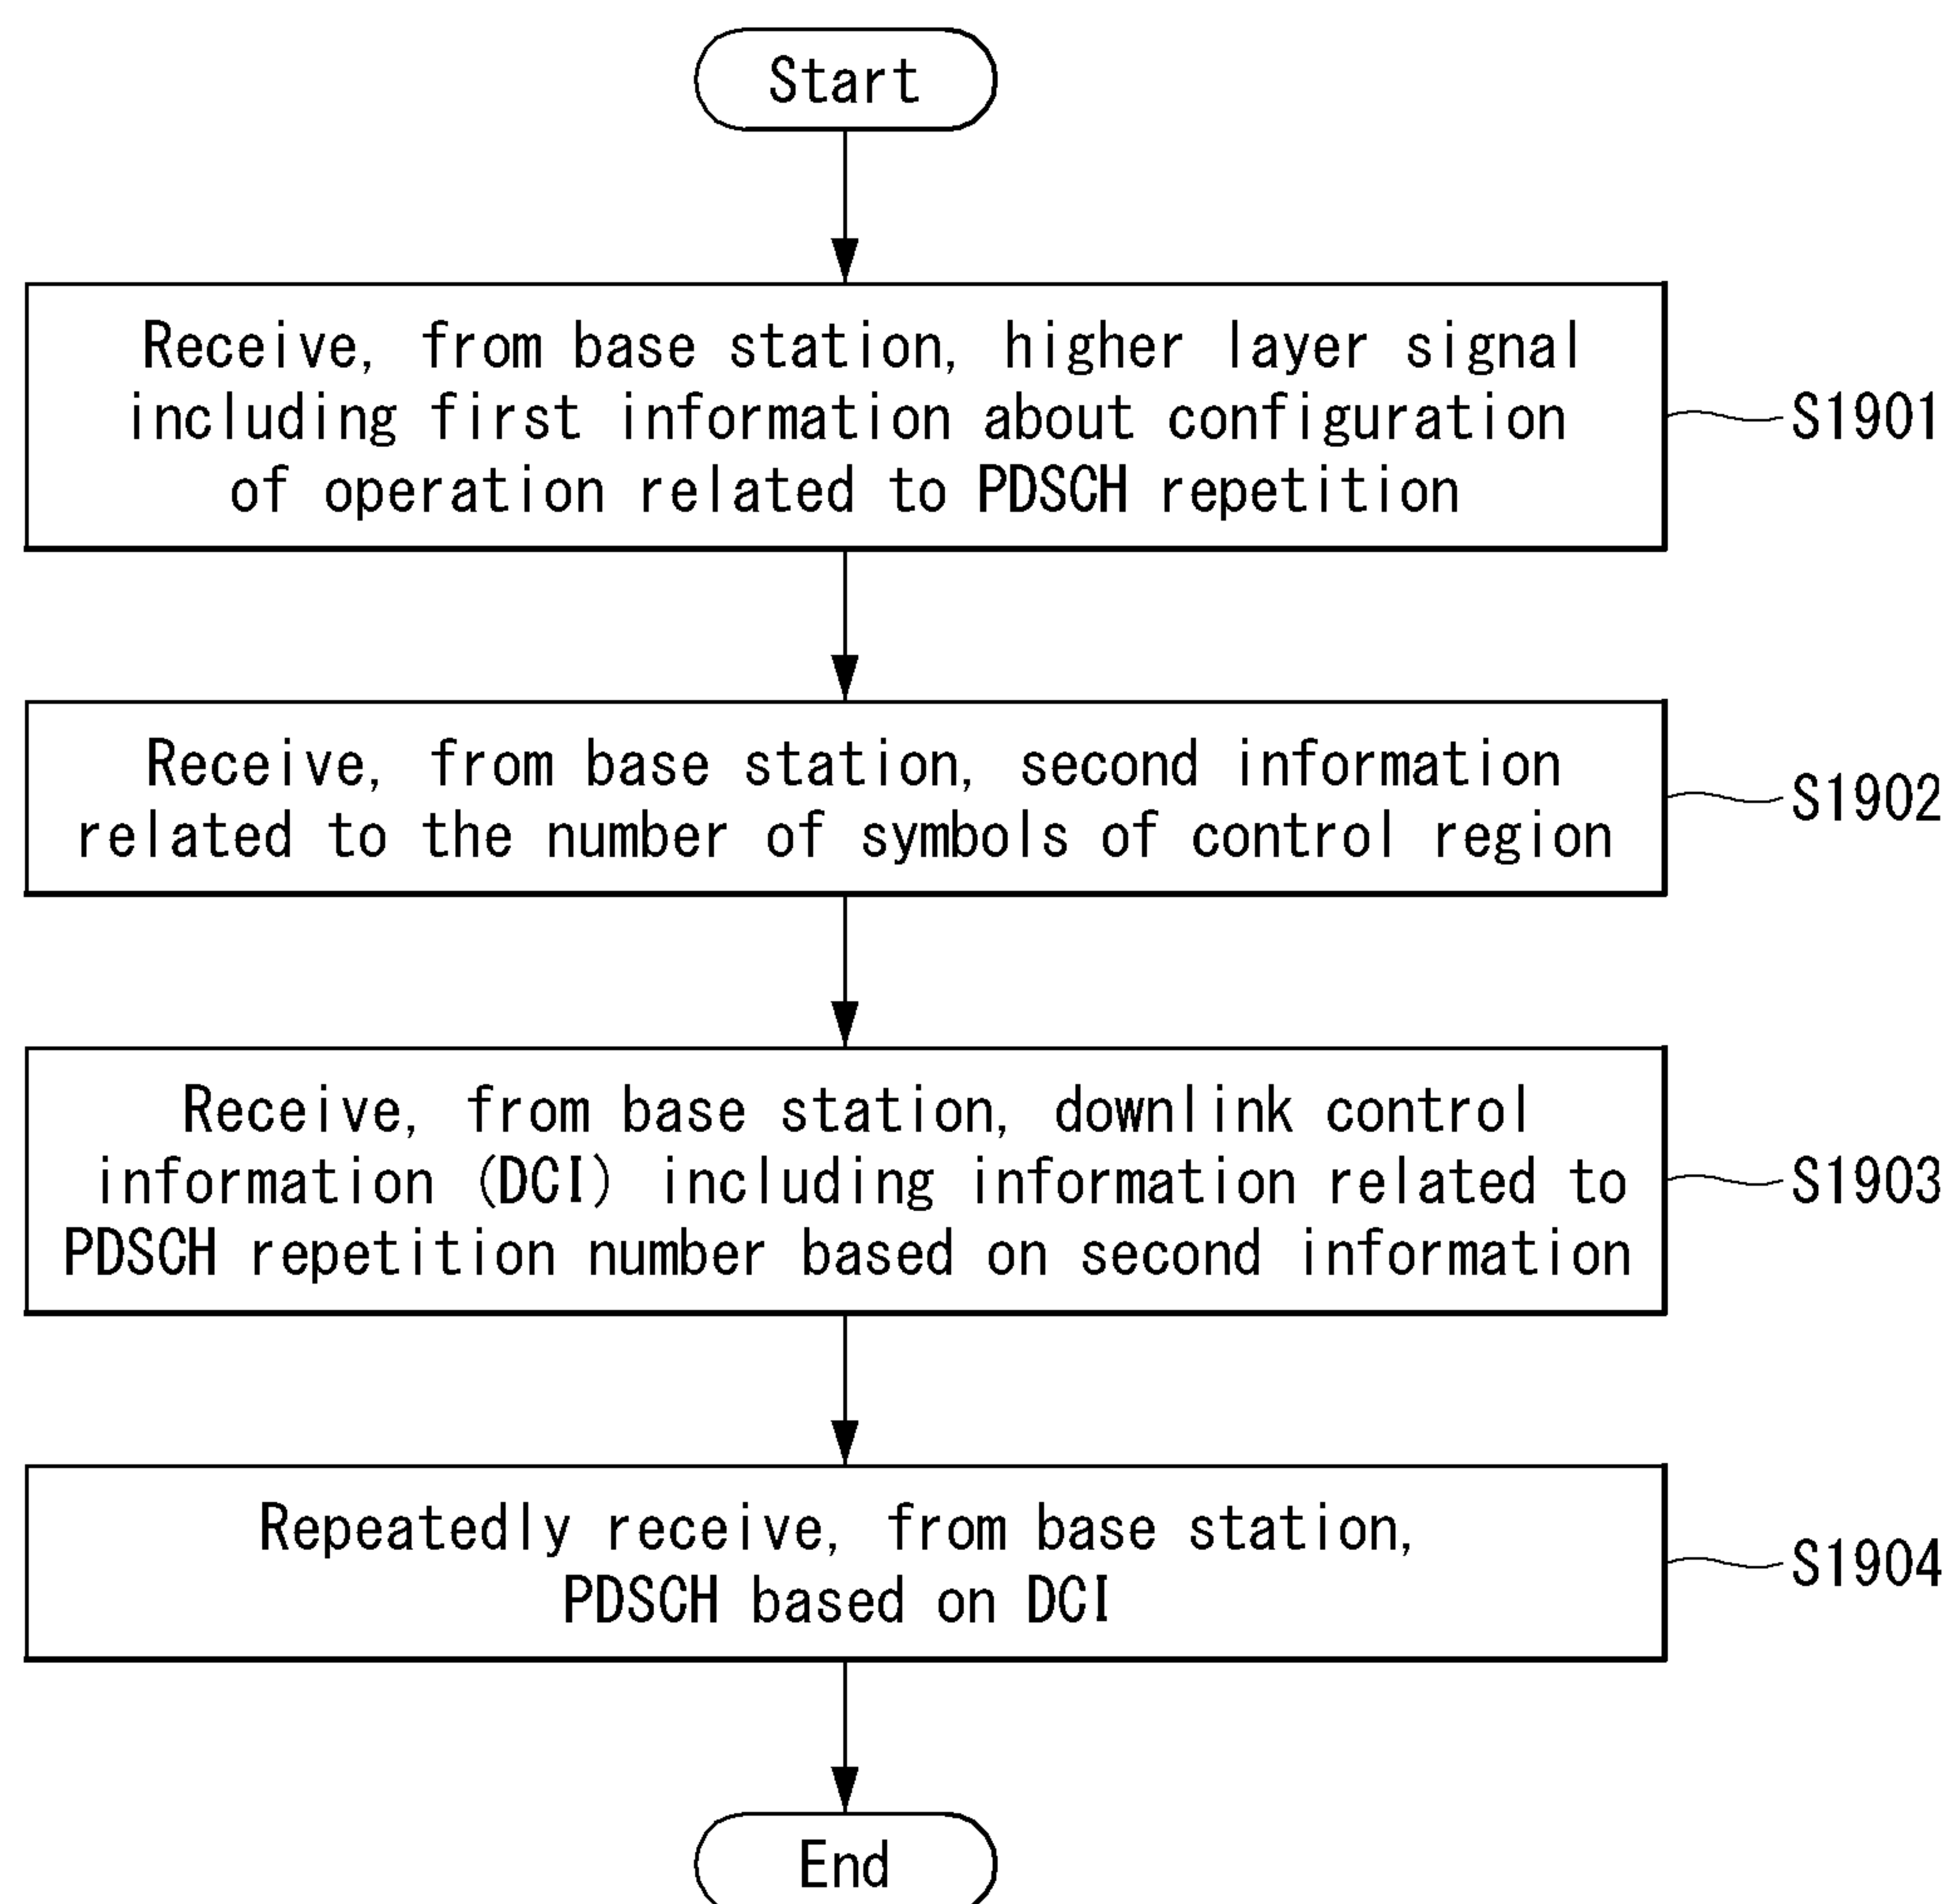 Start
Receive, from base station, higher layer signal
including first information about configuration
of operation related to PDSCH repetition
S1901
Receive, from base station, second information
related to the number of symbols of control region
S1902
Receive, from base station, downlink control
information (DCI) including information related to
PDSCH repetition number based on second information
S1903
Repeatedly receive, from base station,
PDSCH based on DCI
S1904
End